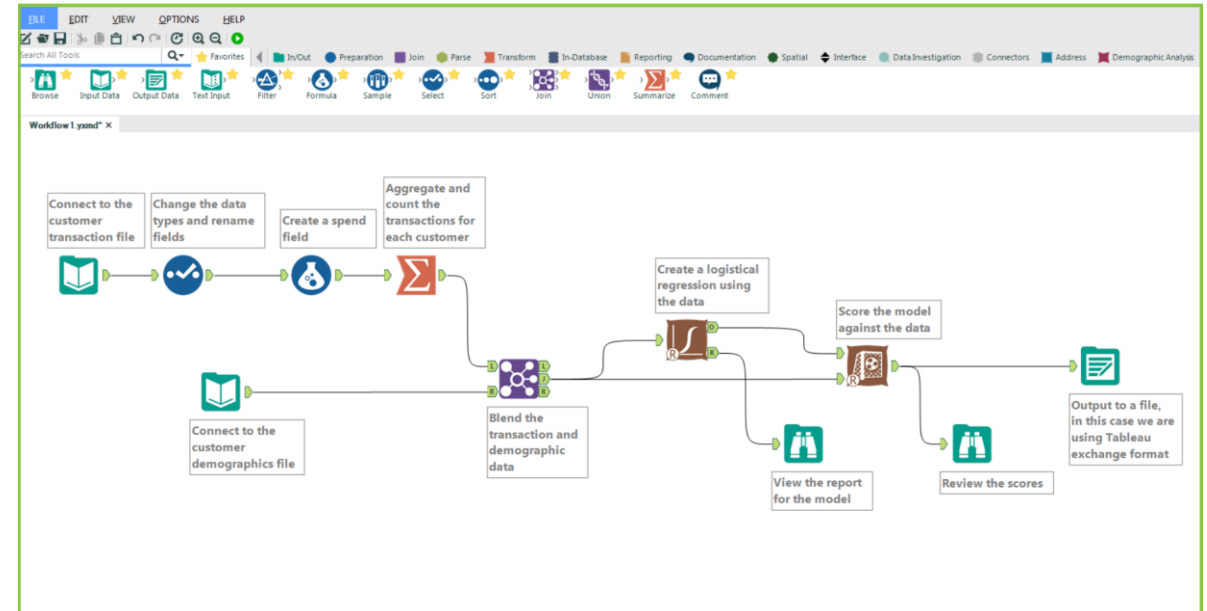 FILE EDIT VIEW OPTIONS HELP
Search All Tools Favorites In/Out Preparation Join Parse Transform In-Database Reporting Documentation Spatial Interface Data Investigation Connectors Address Demographic Analysis
Browse Input Data Output Data Text Input Filter Formula Sample Select Sort Join Union Summarize Comment
Workflow1.yxmd* ×
Connect to the
customer
transaction file
Change the data
types and rename
fields
Create a spend
field
Aggregate and
count the
transactions for
each customer
Create a logistical
regression using
the data
Score the model
against the data
O
R
R
R
L
R
L
J
R
Connect to the
customer
demographics file
Blend the
transaction and
demographic
data
View the report
for the model
Review the scores
Output to a file,
in this case we are
using Tableau
exchange format